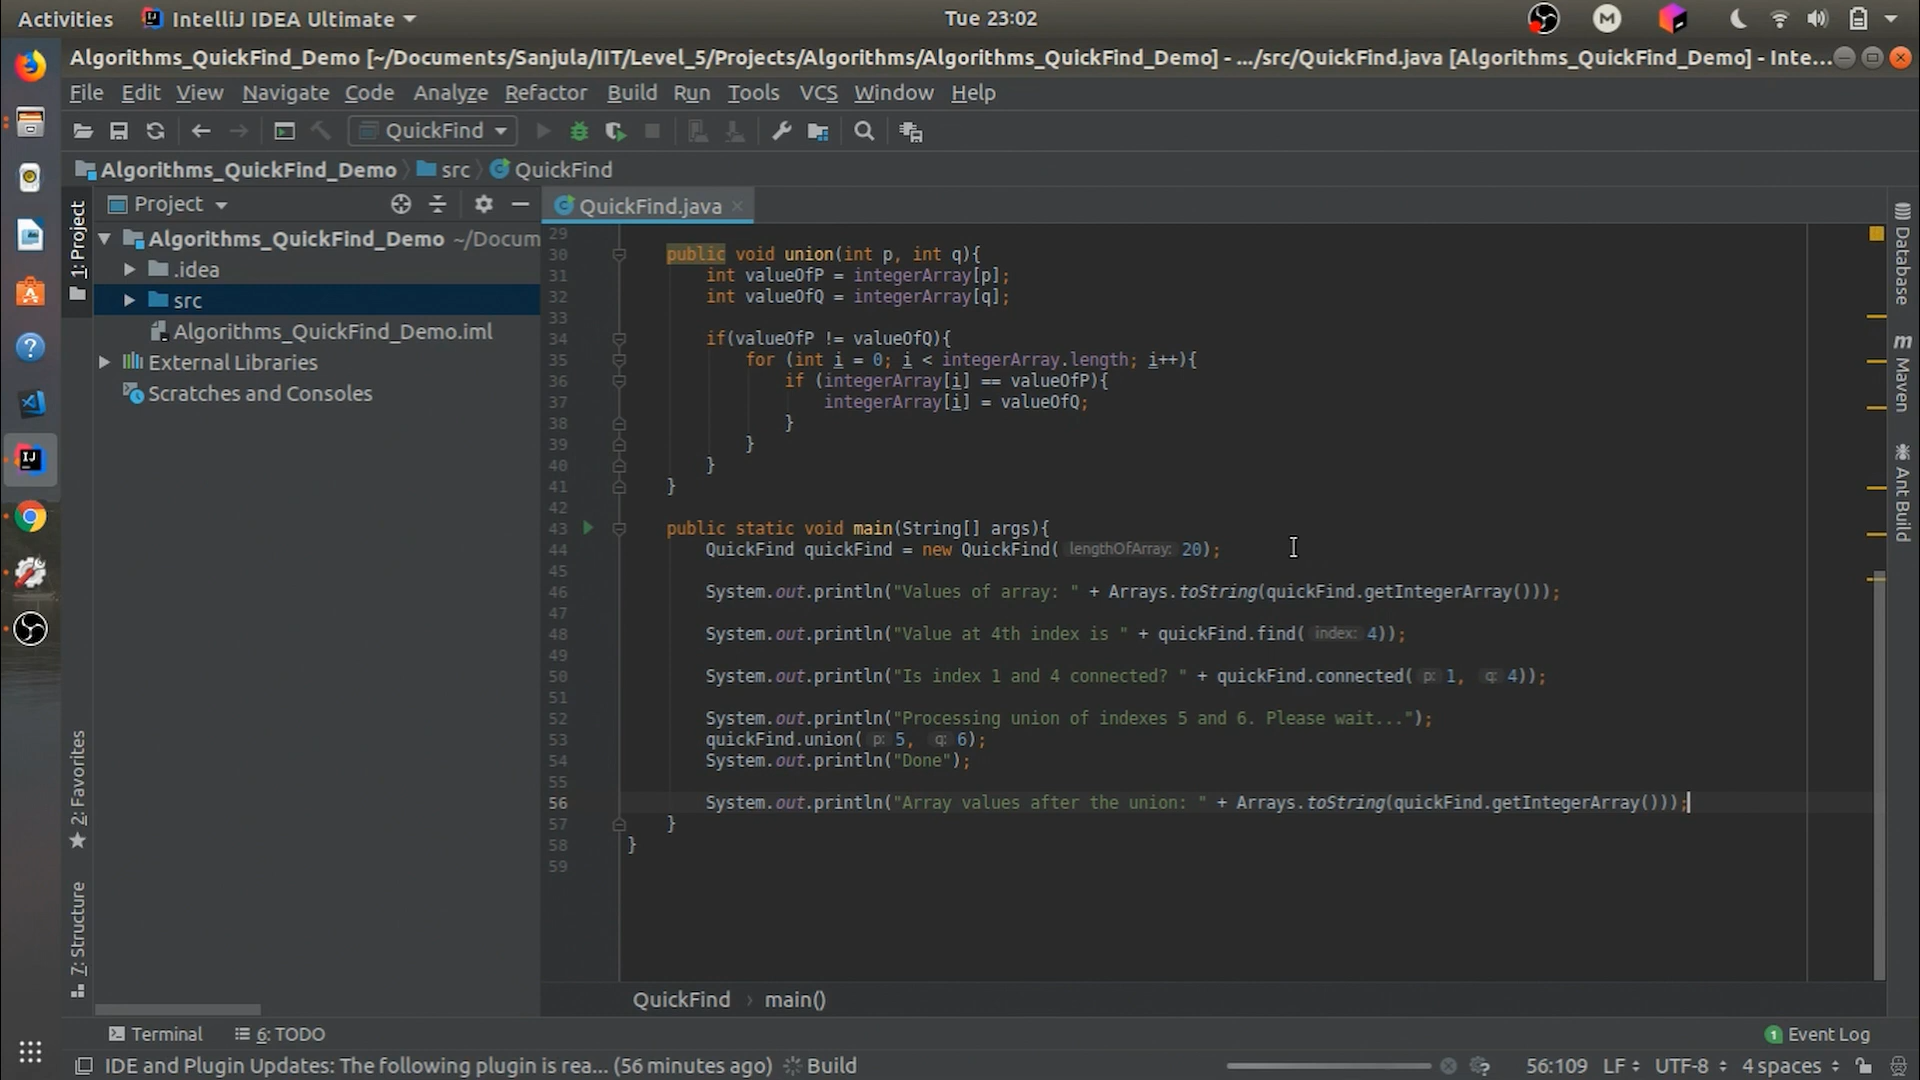 Activities
IntelliJ IDEA Ultimate
Tue 23:02
M
Algorithms_QuickFind_Demo [~/Documents/Sanjula/IIT/Level_5/Projects/Algorithms/Algorithms_QuickFind_Demo] - .../src/QuickFind.java [Algorithms_QuickFind_Demo] - Inte...
File Edit View Navigate Code Analyze Refactor Build Run Tools VCS Window Help
QuickFind
Algorithms_QuickFind_Demo src QuickFind
Project
QuickFind.java
1: Project
Algorithms_QuickFind_Demo ~/Docum
.idea
src
Algorithms_QuickFind_Demo.iml
External Libraries
Scratches and Consoles
2: Favorites
7: Structure
29
30 public void union(int p, int q){
31 int valueOfP = integerArray[p];
32 int valueOfQ = integerArray[q];
33
34 if(valueOfP != valueOfQ){
35 for (int i = 0; i < integerArray.length; i++){
36 if (integerArray[i] == valueOfP){
37 integerArray[i] = valueOfQ;
38 }
39 }
40 }
41 }
42
43 public static void main(String[] args){
44 QuickFind quickFind = new QuickFind( lengthOfArray: 20);
45
46 System.out.println("Values of array: " + Arrays.toString(quickFind.getIntegerArray()));
47
48 System.out.println("Value at 4th index is " + quickFind.find( index: 4));
49
50 System.out.println("Is index 1 and 4 connected? " + quickFind.connected( p: 1, q: 4));
51
52 System.out.println("Processing union of indexes 5 and 6. Please wait...");
53 quickFind.union( p: 5, q: 6);
54 System.out.println("Done");
55
56 System.out.println("Array values after the union: " + Arrays.toString(quickFind.getIntegerArray()));
57 }
58 }
59
Database
m Maven
Ant Build
IJ
QuickFind › main()
Terminal 6: TODO
1 Event Log
IDE and Plugin Updates: The following plugin is rea... (56 minutes ago) Build
56:109 LF UTF-8 4 spaces